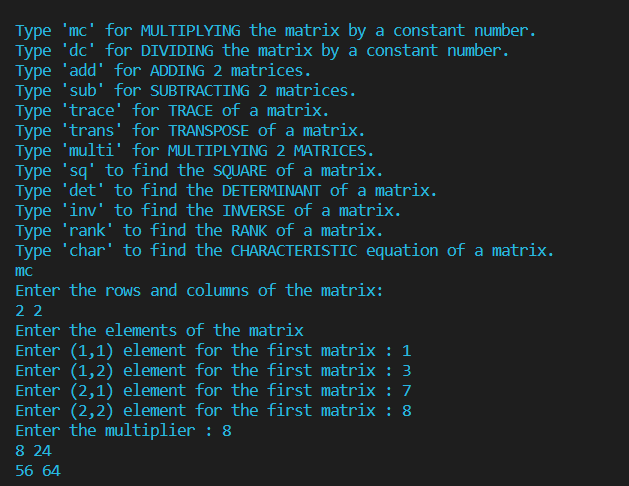 Type 'mc' for MULTIPLYING the matrix by a constant number.
Type 'dc' for DIVIDING the matrix by a constant number.
Type 'add' for ADDING 2 matrices.
Type 'sub' for SUBTRACTING 2 matrices.
Type 'trace' for TRACE of a matrix.
Type 'trans' for TRANSPOSE of a matrix.
Type 'multi' for MULTIPLYING 2 MATRICES.
Type 'sq' to find the SQUARE of a matrix.
Type 'det' to find the DETERMINANT of a matrix.
Type 'inv' to find the INVERSE of a matrix.
Type 'rank' to find the RANK of a matrix.
Type 'char' to find the CHARACTERISTIC equation of a matrix.
mc
Enter the rows and columns of the matrix:
2 2
Enter the elements of the matrix
Enter (1,1) element for the first matrix : 1
Enter (1,2) element for the first matrix : 3
Enter (2,1) element for the first matrix : 7
Enter (2,2) element for the first matrix : 8
Enter the multiplier : 8
8 24
56 64